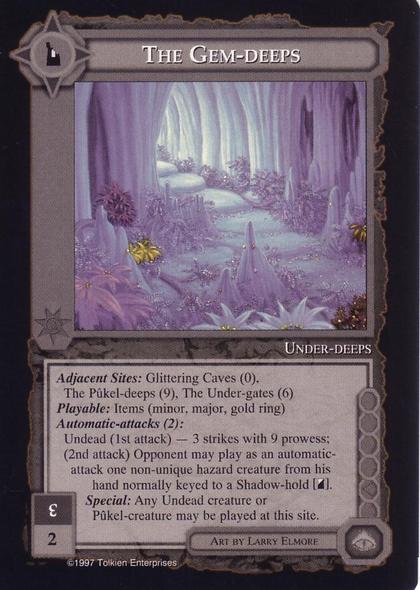 THE GEM-DEEPS
UNDER-DEEPS
Adjacent Sites: Glittering Caves (0),
The Pûkel-deeps (9), The Under-gates (6)
Playable: Items (minor, major, gold ring)
Automatic-attacks (2):
Undead (1st attack) — 3 strikes with 9 prowess;
(2nd attack) Opponent may play as an automatic-
attack one non-unique hazard creature from his
hand normally keyed to a Shadow-hold [ ].
Special: Any Undead creature or
Pûkel-creature may be played at this site.
ε
2
ART BY LARRY ELMORE
©1997 Tolkien Enterprises